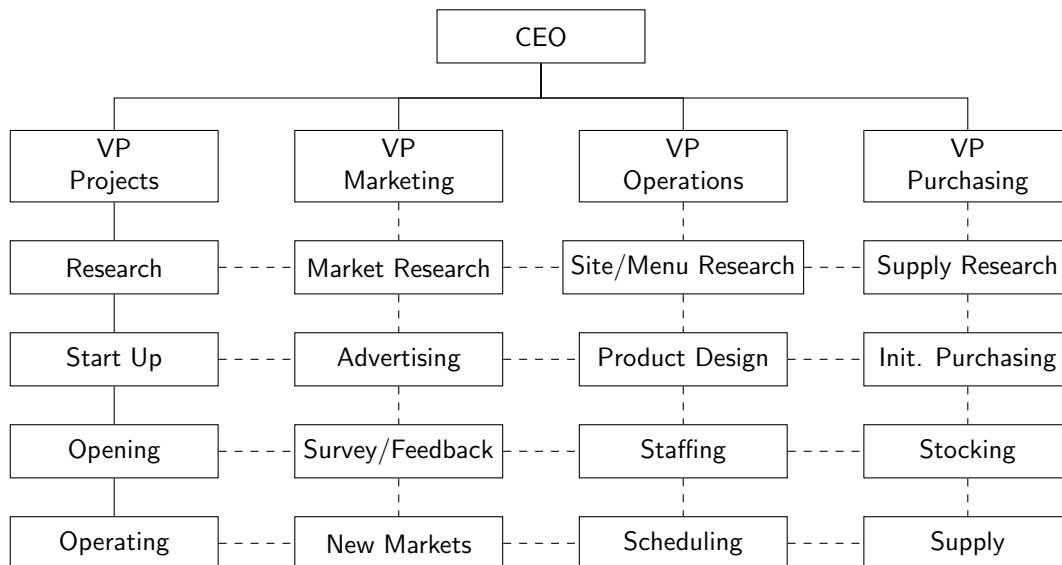 CEO
VP
Projects
VP
Marketing
VP
Operations
VP
Purchasing
Research
Market Research
Site/Menu Research
Supply Research
Start Up
Advertising
Product Design
Init. Purchasing
Opening
Survey/Feedback
Staffing
Stocking
Operating
New Markets
Scheduling
Supply